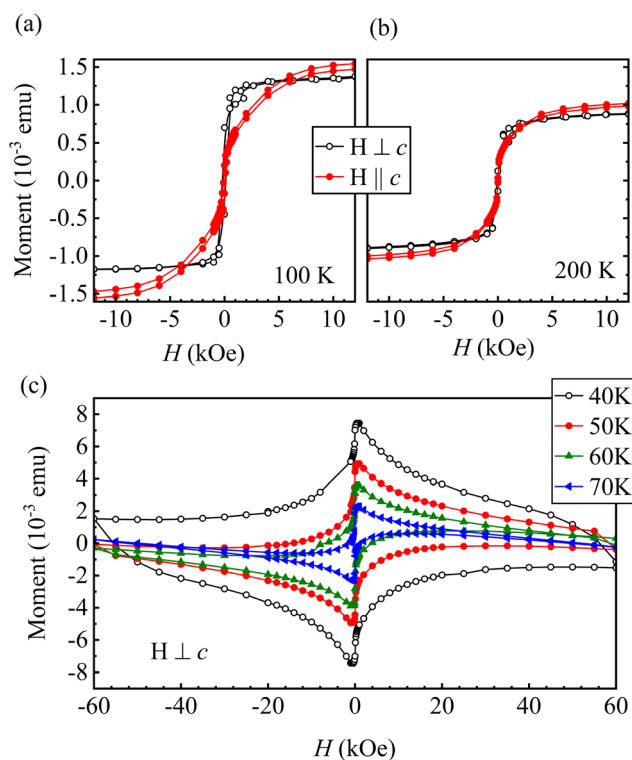 (a)
(b)
1.5
1.0
0.5
0.0
-0.5
-1.0
-1.5
Moment (10⁻³ emu)
H ⊥ c
H || c
100 K
200 K
-10 -5 0 5 10
-10 -5 0 5 10
H (kOe)
H (kOe)
(c)
40K
50K
60K
70K
8
6
4
2
0
-2
-4
-6
-8
Moment (10⁻³ emu)
H ⊥ c
-60 -40 -20 0 20 40 60
H (kOe)